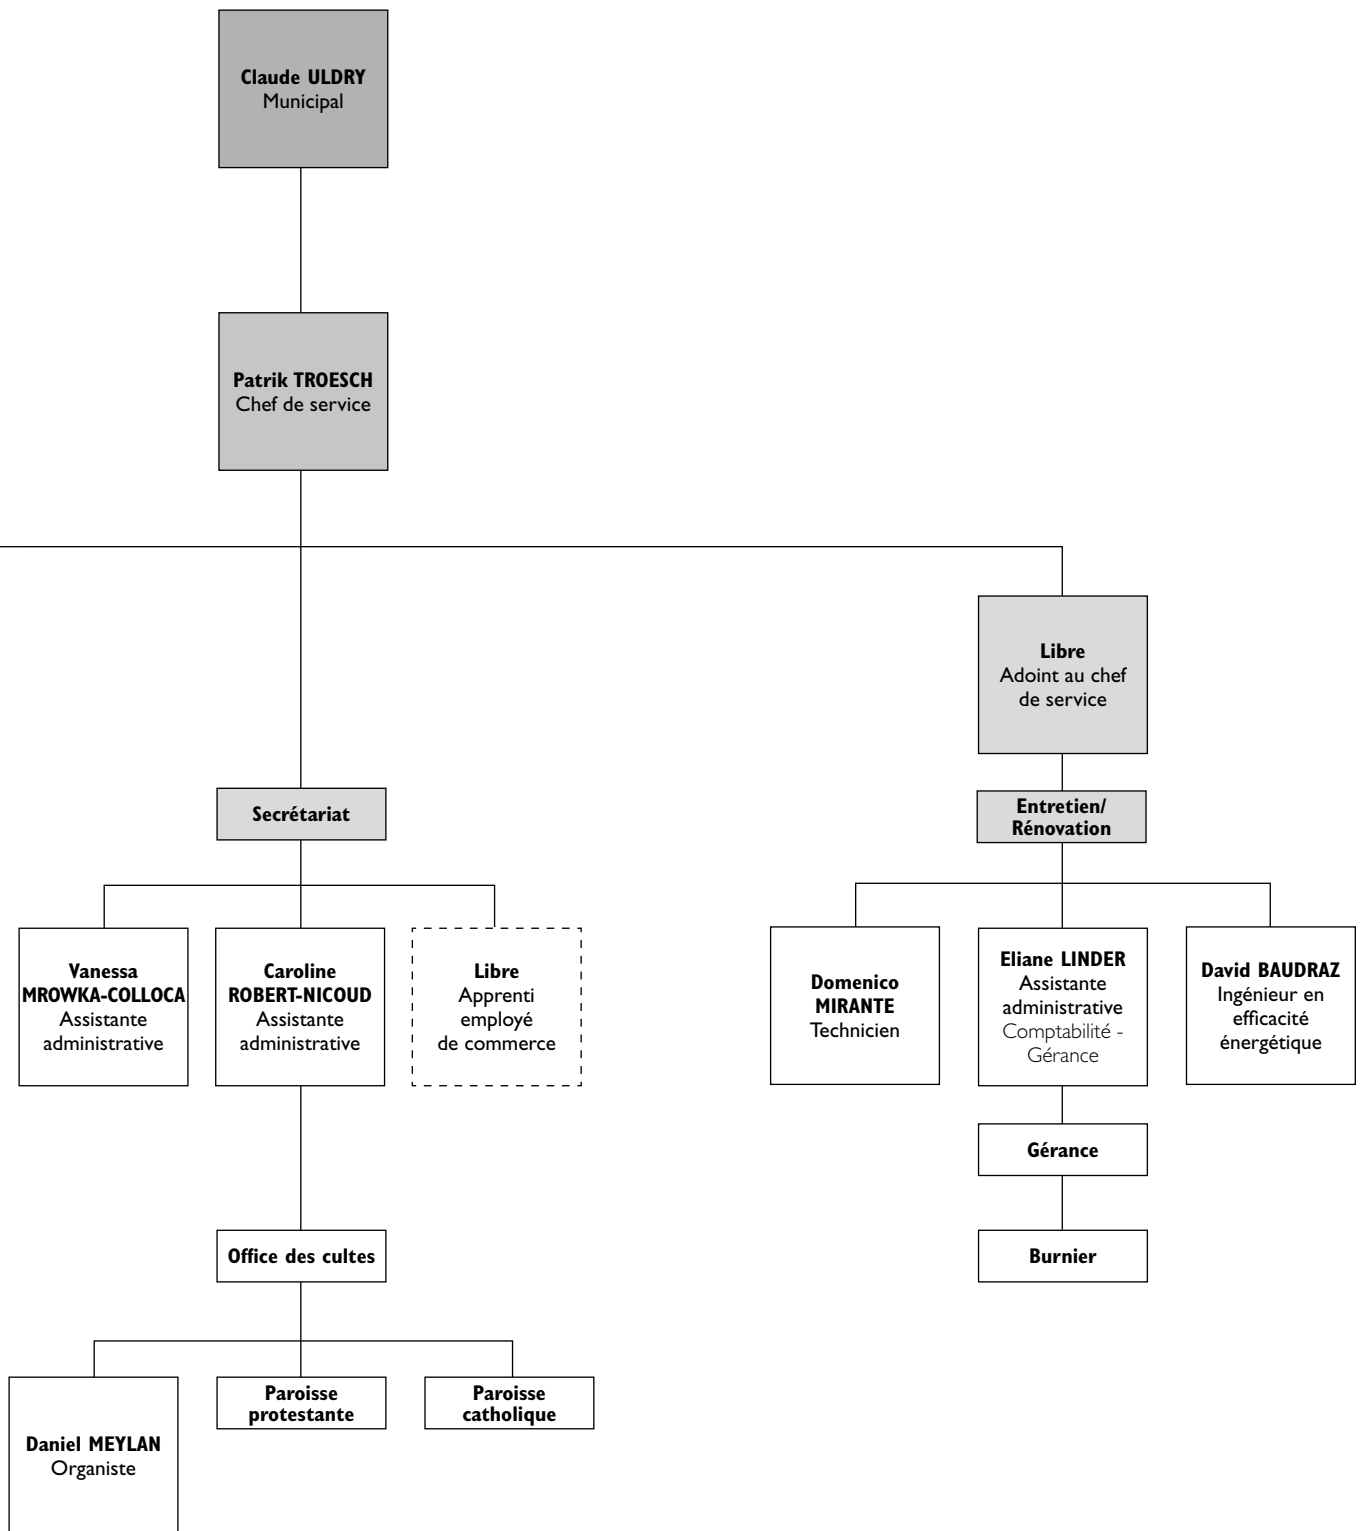 Claude ULDRY
Municipal
Patrik TROESCH
Chef de service
Libre
Adoint au chef
de service
Secrétariat
Entretien/
Rénovation
Vanessa
MROWKA-COLLOCA
Assistante
administrative
Caroline
ROBERT-NICOUD
Assistante
administrative
Libre
Apprenti
employé
de commerce
Domenico
MIRANTE
Technicien
Eliane LINDER
Assistante
administrative
Comptabilité -
Gérance
David BAUDRAZ
Ingénieur en
efficacité
énergétique
Gérance
Office des cultes
Burnier
Daniel MEYLAN
Organiste
Paroisse
protestante
Paroisse
catholique